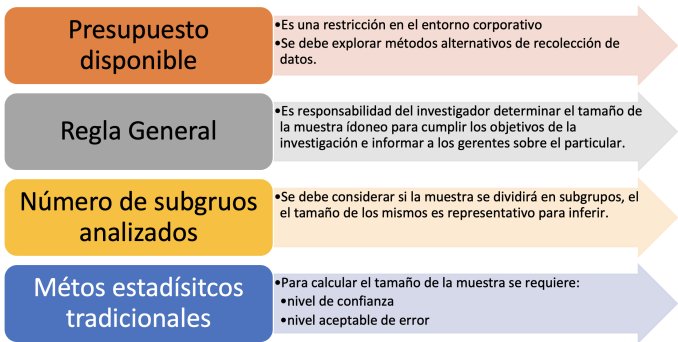 Presupuesto
disponible
•Es una restricción en el entorno corporativo
•Se debe explorar métodos alternativos de recolección de
datos.
Regla General
•Es responsabilidad del investigador determinar el tamaño de
la muestra ídoneo para cumplir los objetivos de la
investigación e informar a los gerentes sobre el particular.
Número de subgruos
analizados
•Se debe considerar si la muestra se dividirá en subgrupos, el
el tamaño de los mismos es representativo para inferir.
Métos estadísitcos
tradicionales
•Para calcular el tamaño de la muestra se requiere:
•nivel de confianza
•nivel aceptable de error